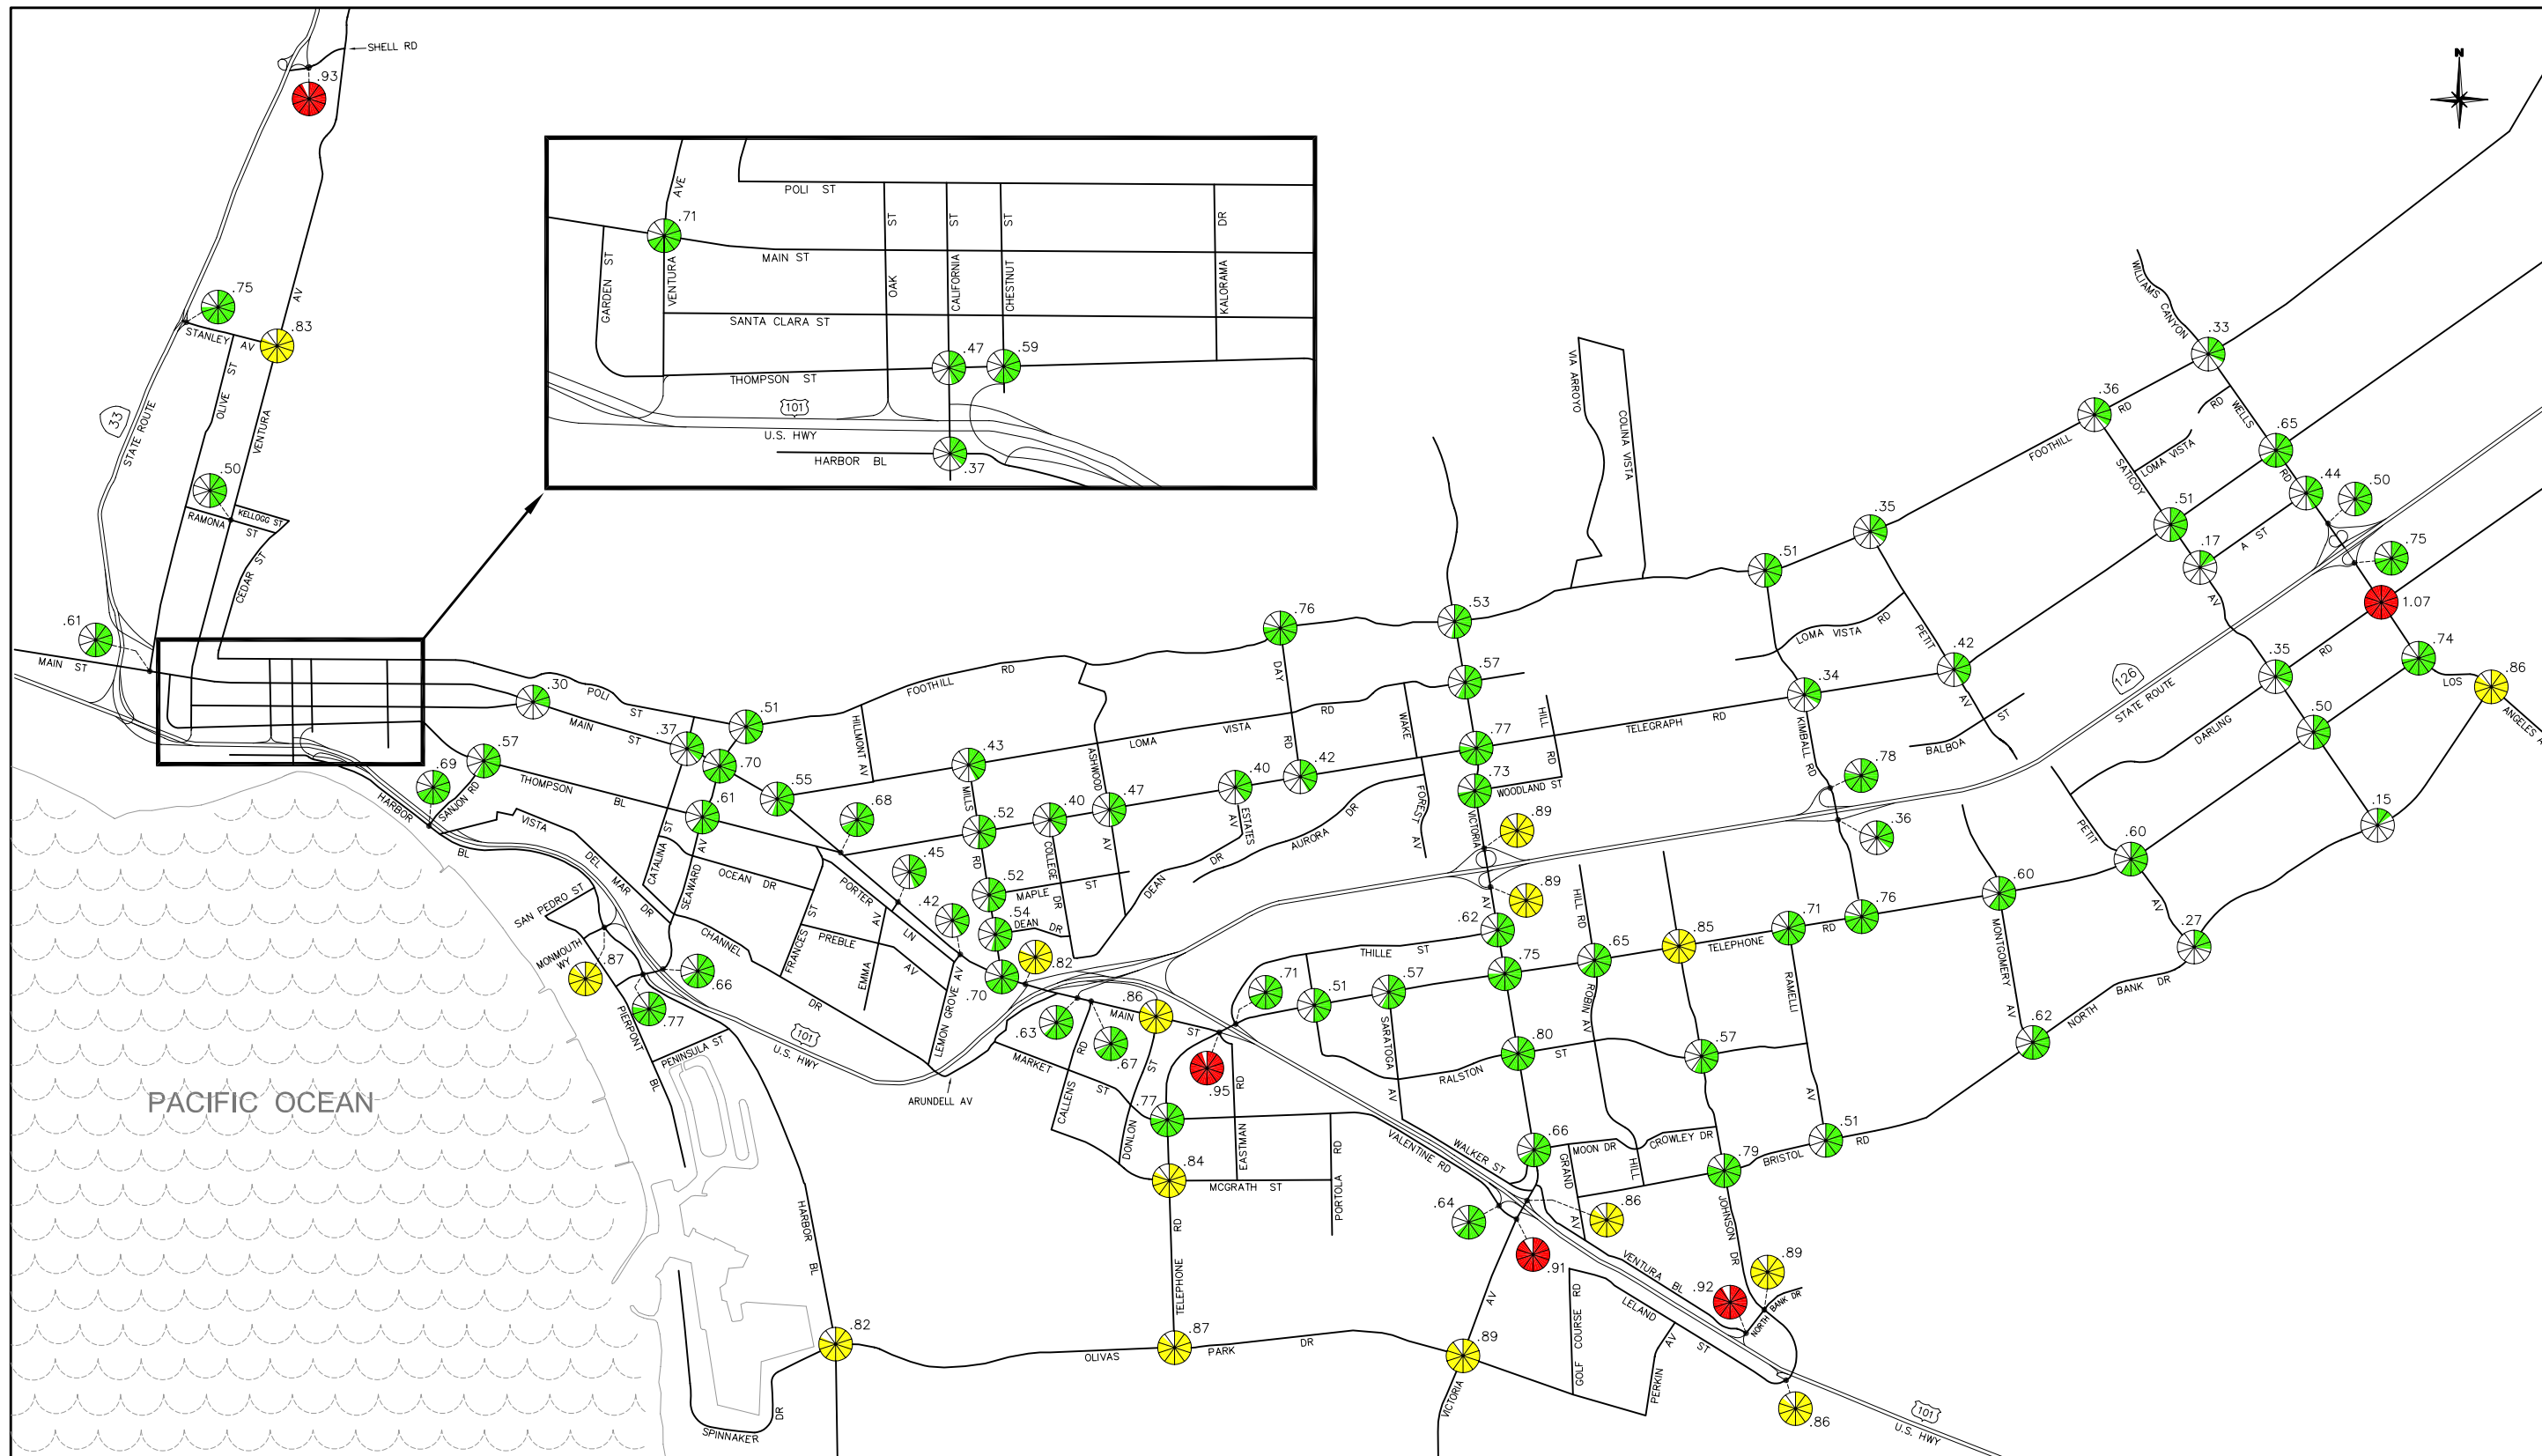 SHELL RD
.93
N
POLI ST
AVE
.71
MAIN ST
GARDEN ST
VENTURA
OAK ST
CALIFORNIA ST
CHESTNUT ST
KALORAMA DR
SANTA CLARA ST
.47
.59
THOMPSON ST
101
U.S. HWY
HARBOR BL
.37
.75
STANLEY AV
.83
AV
OLIVE ST
VENTURA
33
STATE ROUTE
.50
RAMONA ST
KELLOGG ST
CEDAR ST
.61
MAIN ST
WILLIAMS CANYON
.33
.36
RD
FOOTHILL
RD
WELLS
LOMA VISTA
SATICOY
.65
RD
.44
.50
.51
.17
A ST
.75
AV
1.07
.74
.86
LOS
ANGELES A
.35
RD
DARLING
126
STATE ROUTE
.50
.15
VIA ARROYO
COLINA VISTA
.35
.51
LOMA VISTA RD
PETIT
.42
AV
BALBOA ST
.34
KIMBALL RD
.78
.36
TELEGRAPH RD
.76
.53
.57
DAY
RD
.77
HILL RD
.73
WOODLAND ST
WAKE
FOREST AV
VICTORIA
AV
.89
.89
.30
POLI ST
MAIN ST
.51
.37
.70
.55
FOOTHILL RD
HILLMONT AV
.43
LOMA VISTA RD
ASHWOOD
AV
.40
.42
ESTATES AV
AURORA DR
DEAN DR
.47
.40
COLLEGE DR
MILLS
RD
.52
.52
MAPLE ST
.54
DEAN DR
.57
.69
SANJON RD
THOMPSON BL
.61
.68
HARBOR
BL
VISTA
DEL
MAR
DR
CATALINA ST
SEAWARD AV
OCEAN DR
.45
.42
PORTER
LN
EMMA AV
FRANCES ST
PREBLE AV
CHANNEL
DR
LEMON GROVE AV
SAN PEDRO ST
MONMOUTH WY
.87
.66
.77
PIERPONT
BL
PENINSULA ST
101
U.S. HWY
PACIFIC OCEAN
ARUNDELL AV
.70
.82
.86
MAIN ST
.63
.67
CALLENS RD
MARKET ST
DONLON ST
.95
.71
EASTMAN RD
.77
.84
MCGRATH ST
PORTOLA RD
TELEPHONE RD
HARBOR BL
.82
.87
OLIVAS PARK DR
SPINNAKER DR
THILLE ST
.51
.57
SARATOGA
AV
.62
.75
.65
HILL RD
ROBIN AV
.85
TELEPHONE RD
.71
.76
RAMELLI
AV
.60
MONTGOMERY AV
.60
PETIT
AV
.27
NORTH BANK DR
.62
.80
RALSTON ST
.57
.51
BRISTOL RD
.79
CROWLEY DR
MOON DR
HILL
.66
GRAND
AV
WALKER ST
VALENTINE RD
.64
.86
.91
JOHNSON DR
VENTURA BL
LELAND
ST
.92
.89
NORTH BANK DR
.86
GOLF COURSE RD
PERKIN AV
.89
AV
VICTORIA
101
U.S. HWY